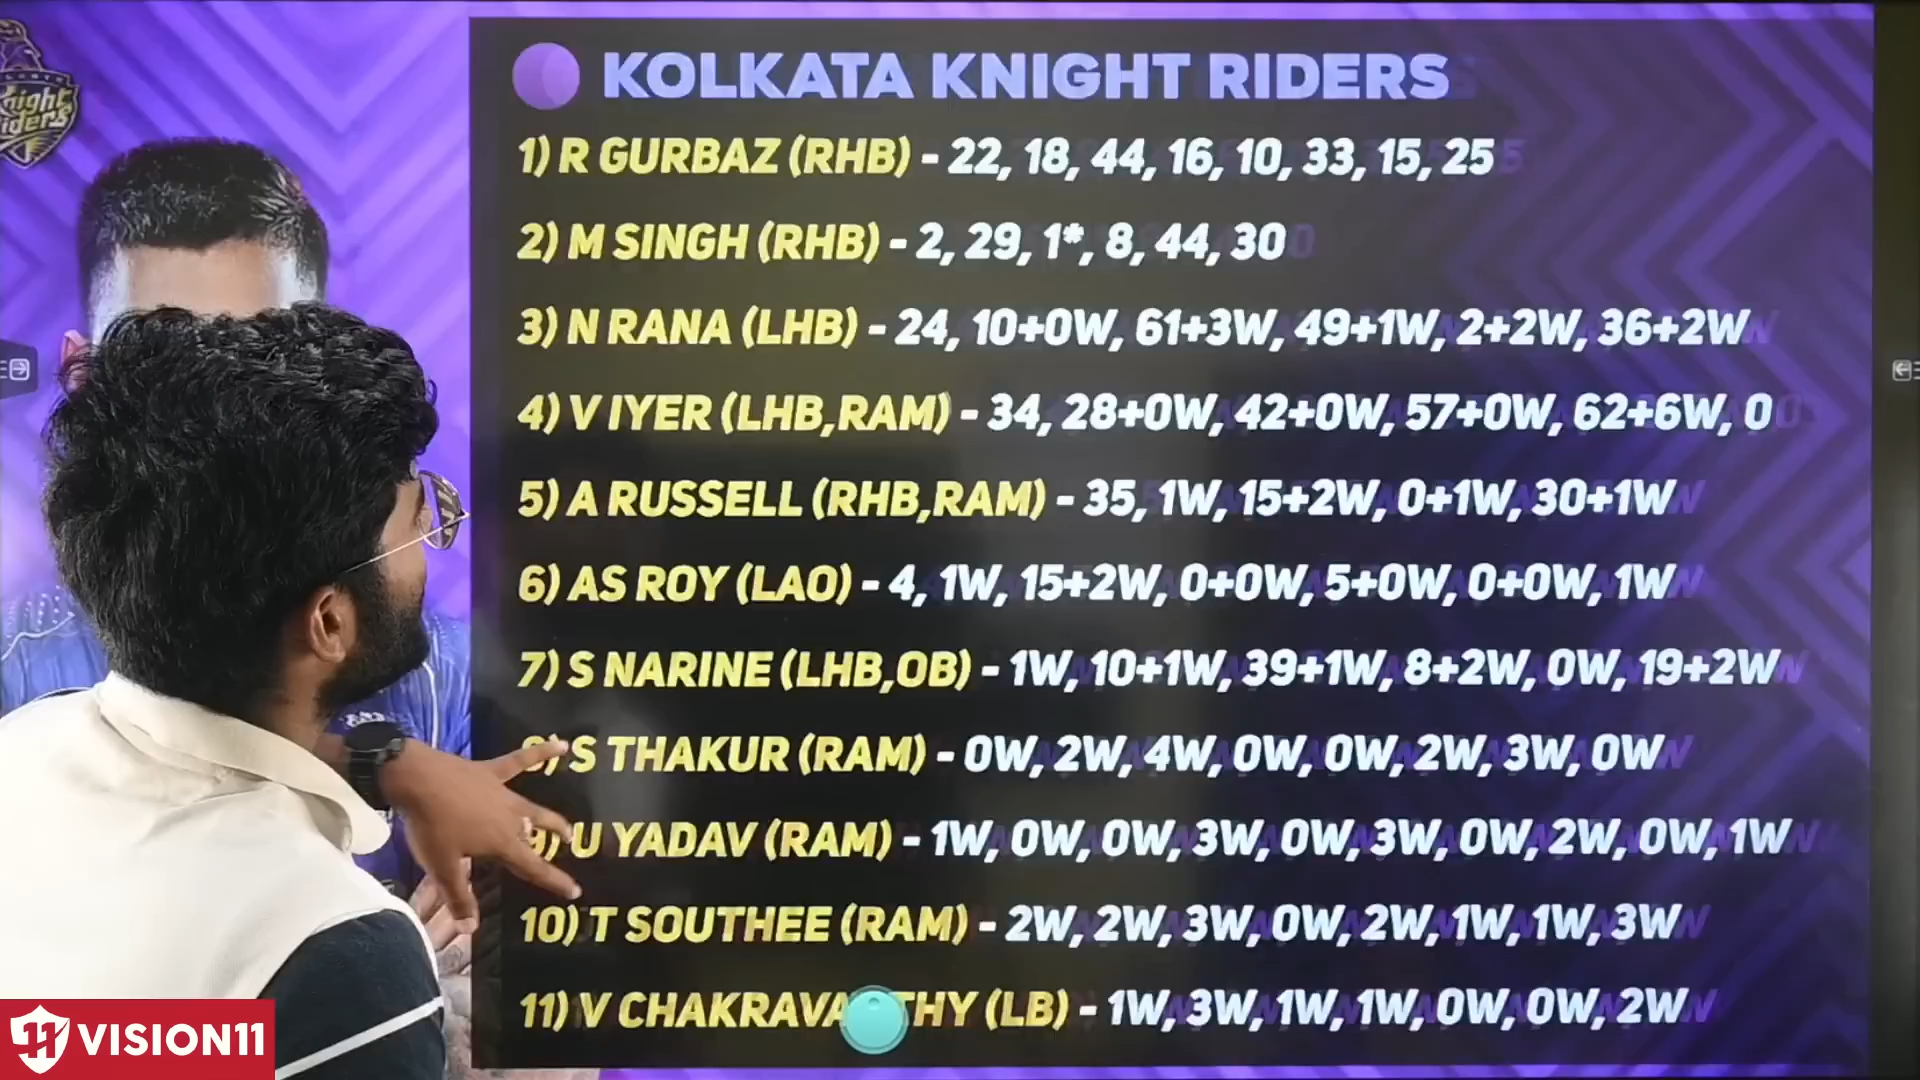 KOLKATA KNIGHT RIDERS
1) R GURBAZ (RHB) - 22, 18, 44, 16, 10, 33, 15, 25
2) M SINGH (RHB) - 2, 29, 1*, 8, 44, 30
3) N RANA (LHB) - 24, 10+0W, 61+3W, 49+1W, 2+2W, 36+2W
4) V IYER (LHB,RAM) - 34, 28+0W, 42+0W, 57+0W, 62+6W, 0
5) A RUSSELL (RHB,RAM) - 35, 1W, 15+2W, 0+1W, 30+1W
6) AS ROY (LAO) - 4, 1W, 15+2W, 0+0W, 5+0W, 0+0W, 1W
7) S NARINE (LHB,OB) - 1W, 10+1W, 39+1W, 8+2W, 0W, 19+2W
8) S THAKUR (RAM) - 0W, 2W, 4W, 0W, 0W, 2W, 3W, 0W
9) U YADAV (RAM) - 1W, 0W, 0W, 3W, 0W, 3W, 0W, 2W, 0W, 1W
10) T SOUTHEE (RAM) - 2W, 2W, 3W, 0W, 2W, 1W, 1W, 3W
11) V (LB) - 1W, 3W, 1W, 1W, 0W, 0W, 2W
11 VISION11